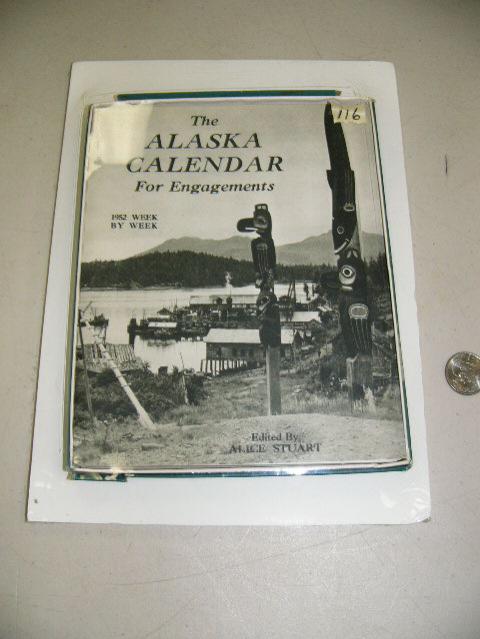 The
116
ALASKA
CALENDAR
For Engagements
1952 WEEK
BY WEEK
Edited By
ALICE STUART